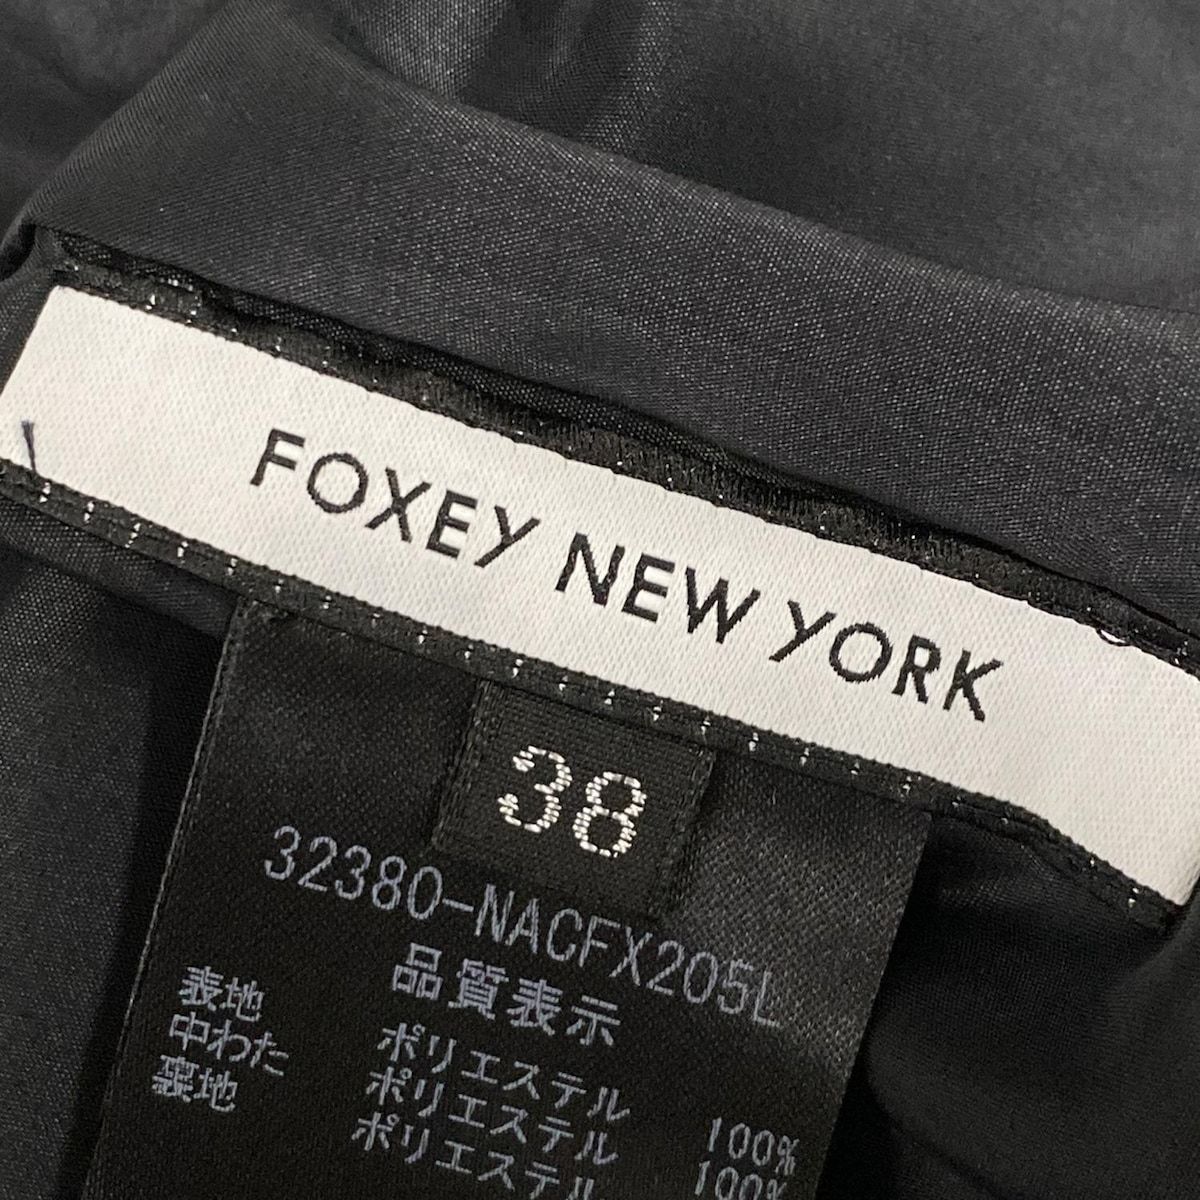 FOXEY NEW YORK
38
32380-NACFX205L
品質表示
表地 ポリエステル 100%
中わた ポリエステル 100%
裏地 ポリエステル